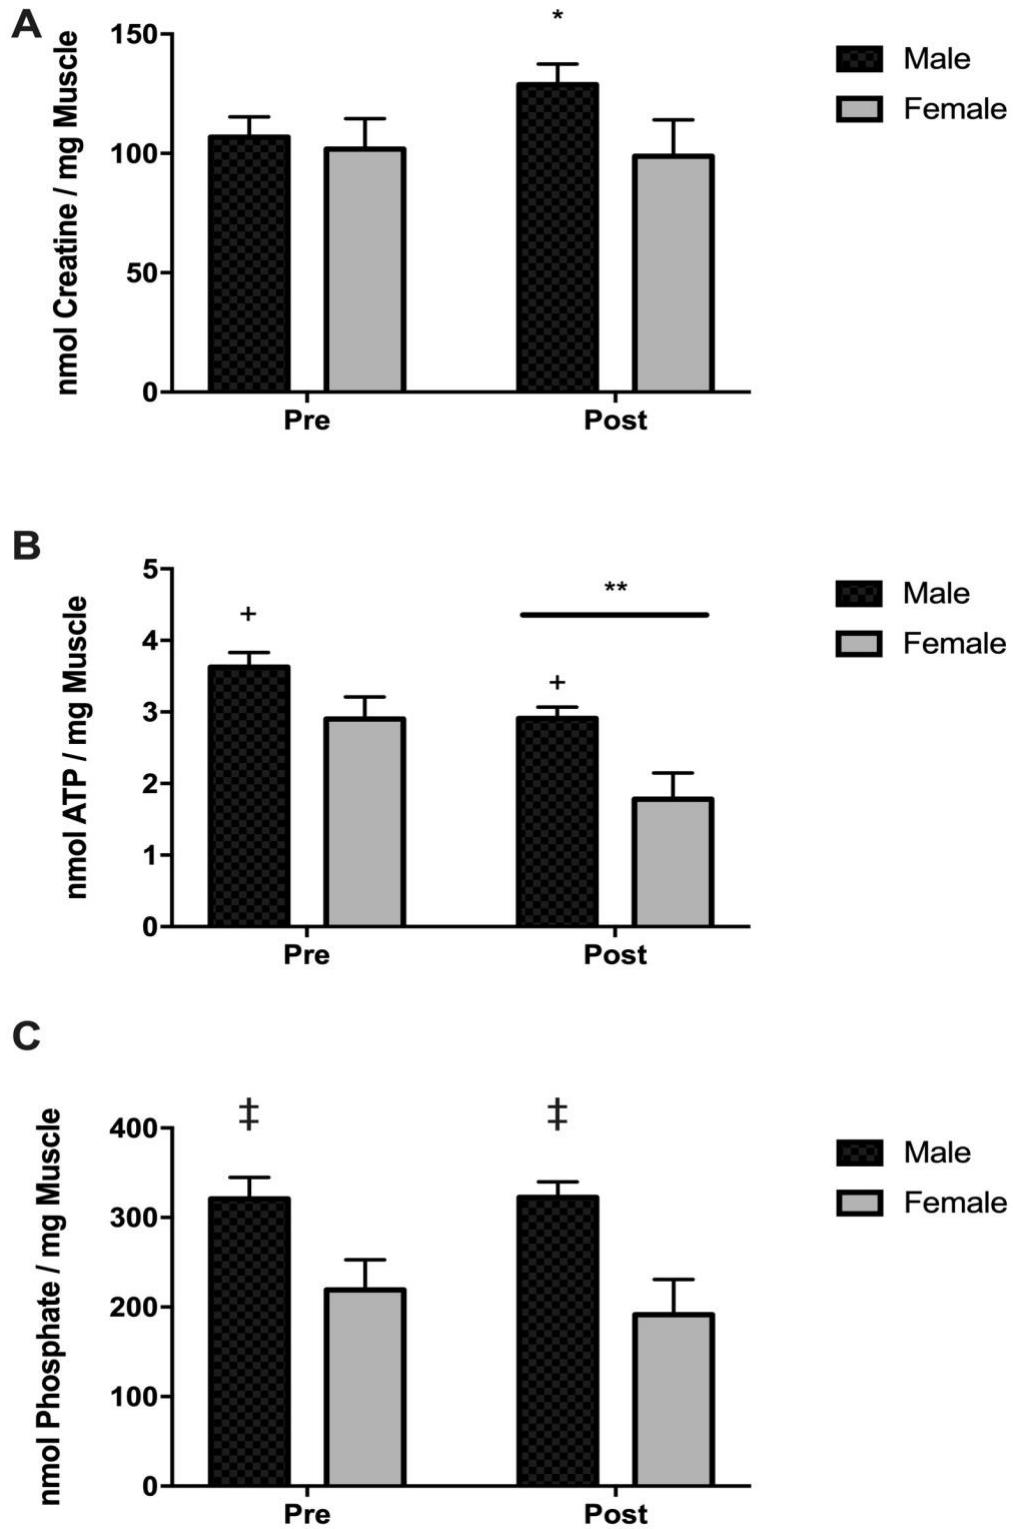 A
nmol Creatine / mg Muscle
150
100
50
0
*
Pre
Post
Male
Female
B
nmol ATP / mg Muscle
5
4
3
2
1
0
+
+
**
Pre
Post
Male
Female
C
nmol Phosphate / mg Muscle
400
300
200
100
0
‡
‡
Pre
Post
Male
Female